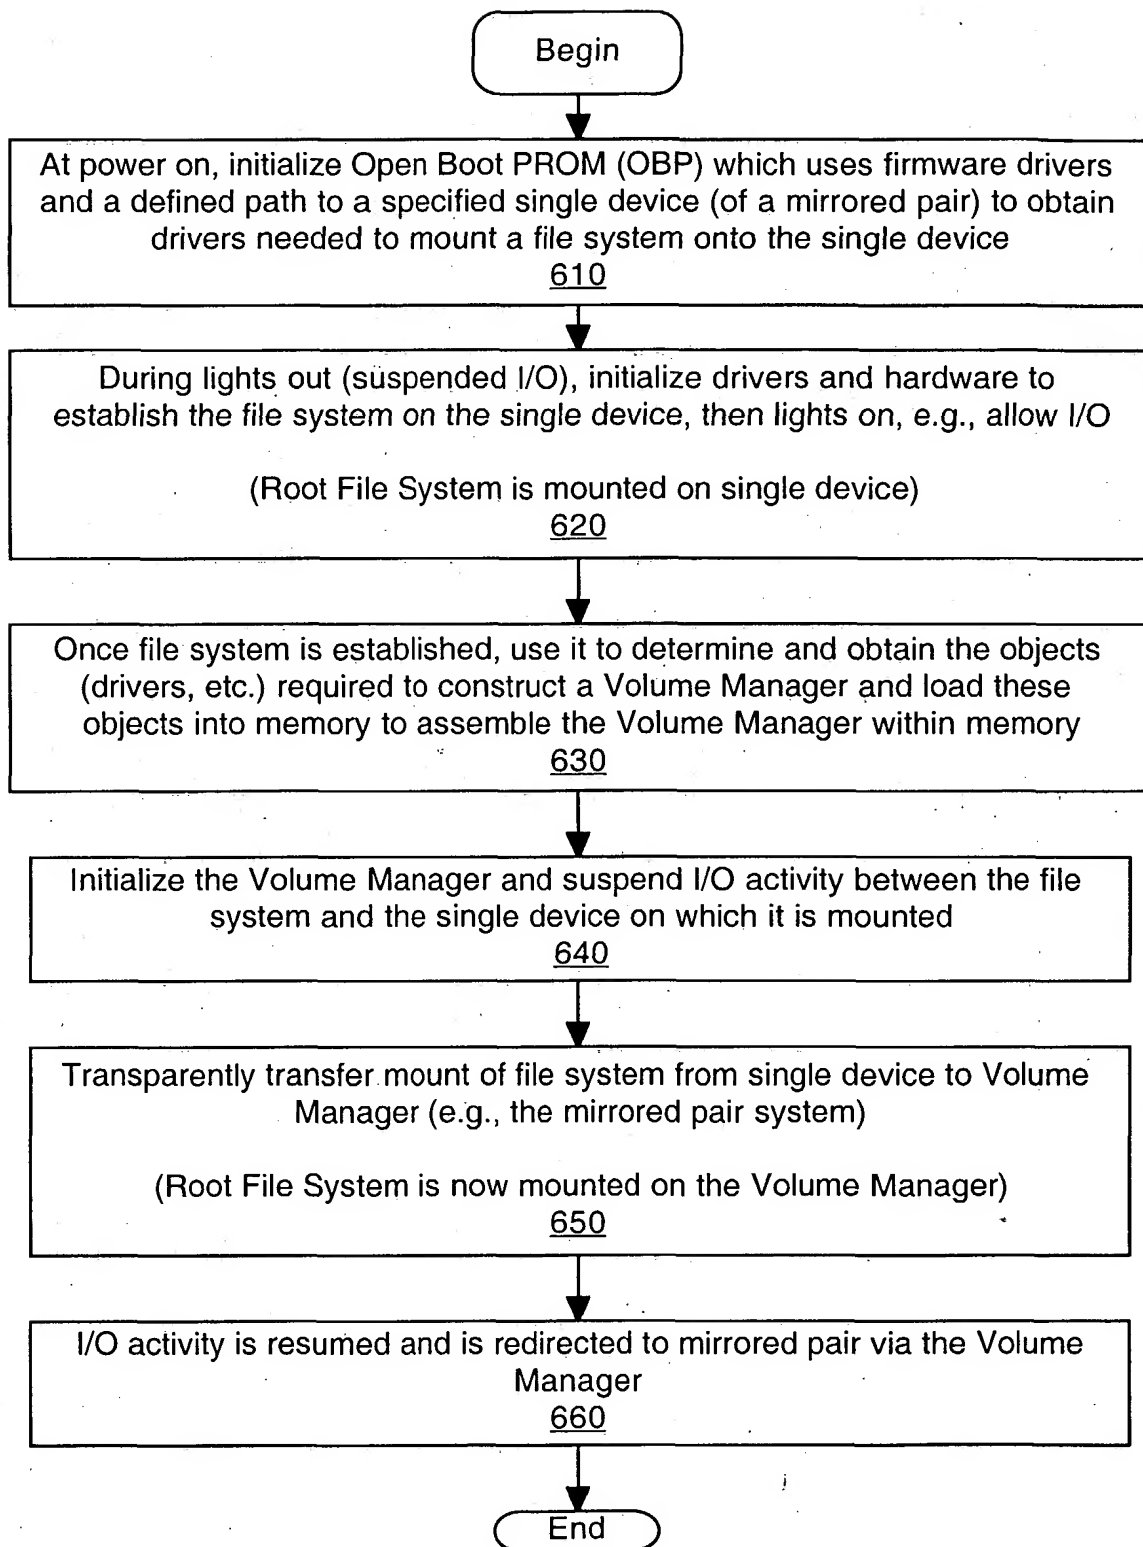 Begin
At power on, initialize Open Boot PROM (OBP) which uses firmware drivers
and a defined path to a specified single device (of a mirrored pair) to obtain
drivers needed to mount a file system onto the single device
610
During lights out (suspended I/O), initialize drivers and hardware to
establish the file system on the single device, then lights on, e.g., allow I/O
(Root File System is mounted on single device)
620
Once file system is established, use it to determine and obtain the objects
(drivers, etc.) required to construct a Volume Manager and load these
objects into memory to assemble the Volume Manager within memory
630
Initialize the Volume Manager and suspend I/O activity between the file
system and the single device on which it is mounted
640
Transparently transfer mount of file system from single device to Volume
Manager (e.g., the mirrored pair system)
(Root File System is now mounted on the Volume Manager)
650
I/O activity is resumed and is redirected to mirrored pair via the Volume
Manager
660
End